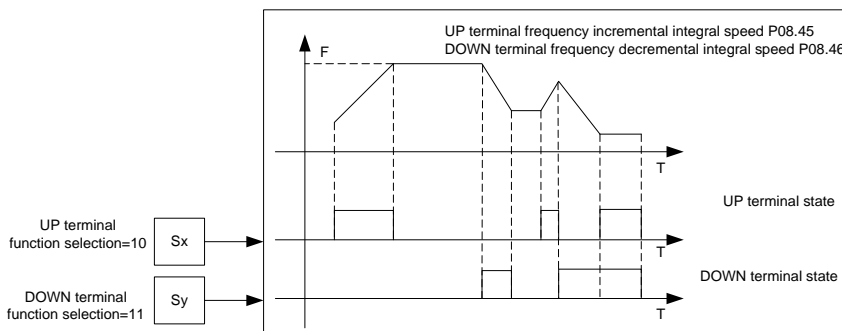 UP terminal frequency incremental integral speed P08.45
DOWN terminal frequency decremental integral speed P08.46
F
T
UP terminal state
UP terminal
function selection=10
Sx
T
DOWN terminal state
DOWN terminal
function selection=11
Sy
T